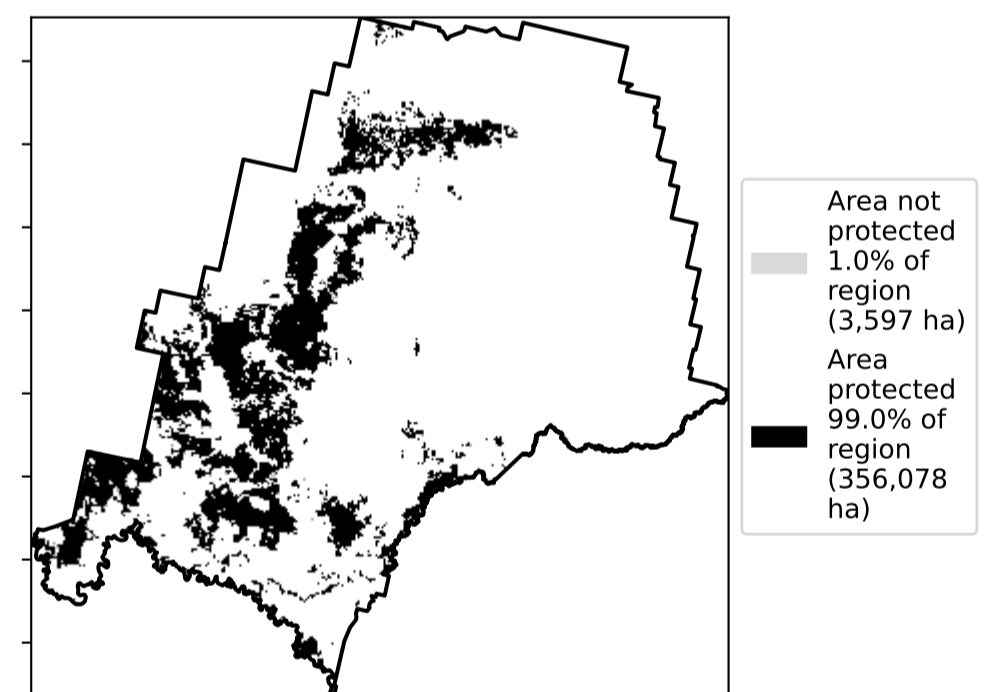 Area not
protected
1.0% of
region
(3,597 ha)
Area
protected
99.0% of
region
(356,078
ha)